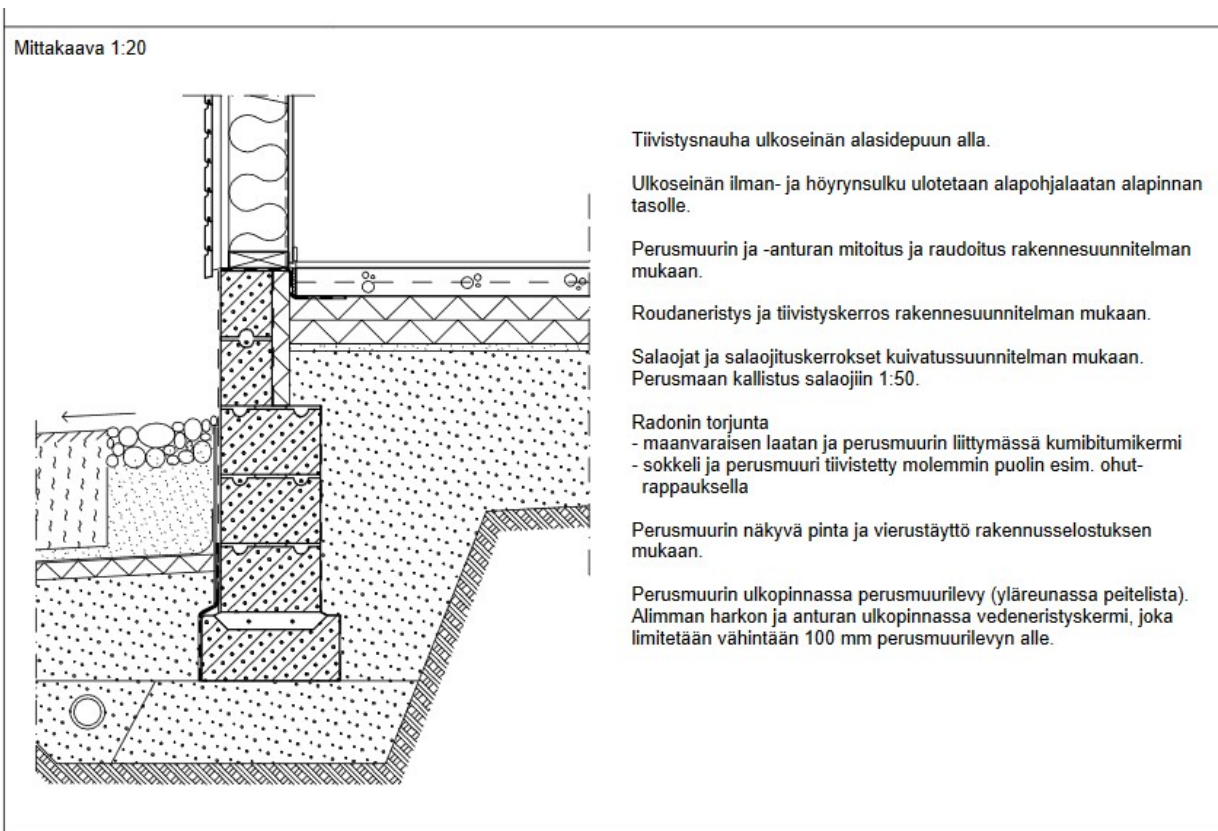 Mittakaava 1:20
Tiivistysnauha ulkoseinän alasidepuun alla.
Ulkoseinän ilman- ja höyrynsulku ulotetaan alapohjalaatan alapinnan
tasolle.
Perusmuurin ja -anturan mitoitus ja raudoitus rakennesuunnitelman
mukaan.
Roudaneristys ja tiivistyskerros rakennesuunnitelman mukaan.
Salaojat ja salaojituskerrokset kuivatussuunnitelman mukaan.
Perusmaan kallistus salaojiin 1:50.
Radonin torjunta
- maanvaraisen laatan ja perusmuurin liittymässä kumibitumikermi
- sokkeli ja perusmuuri tiivistetty molemmin puolin esim. ohut-
rappauksella
Perusmuurin näkyvä pinta ja vierustäyttö rakennusselostuksen
mukaan.
Perusmuurin ulkopinnassa perusmuurilevy (yläreunassa peitelista).
Alimman harkon ja anturan ulkopinnassa vedeneristyskermi, joka
limitetään vähintään 100 mm perusmuurilevyn alle.